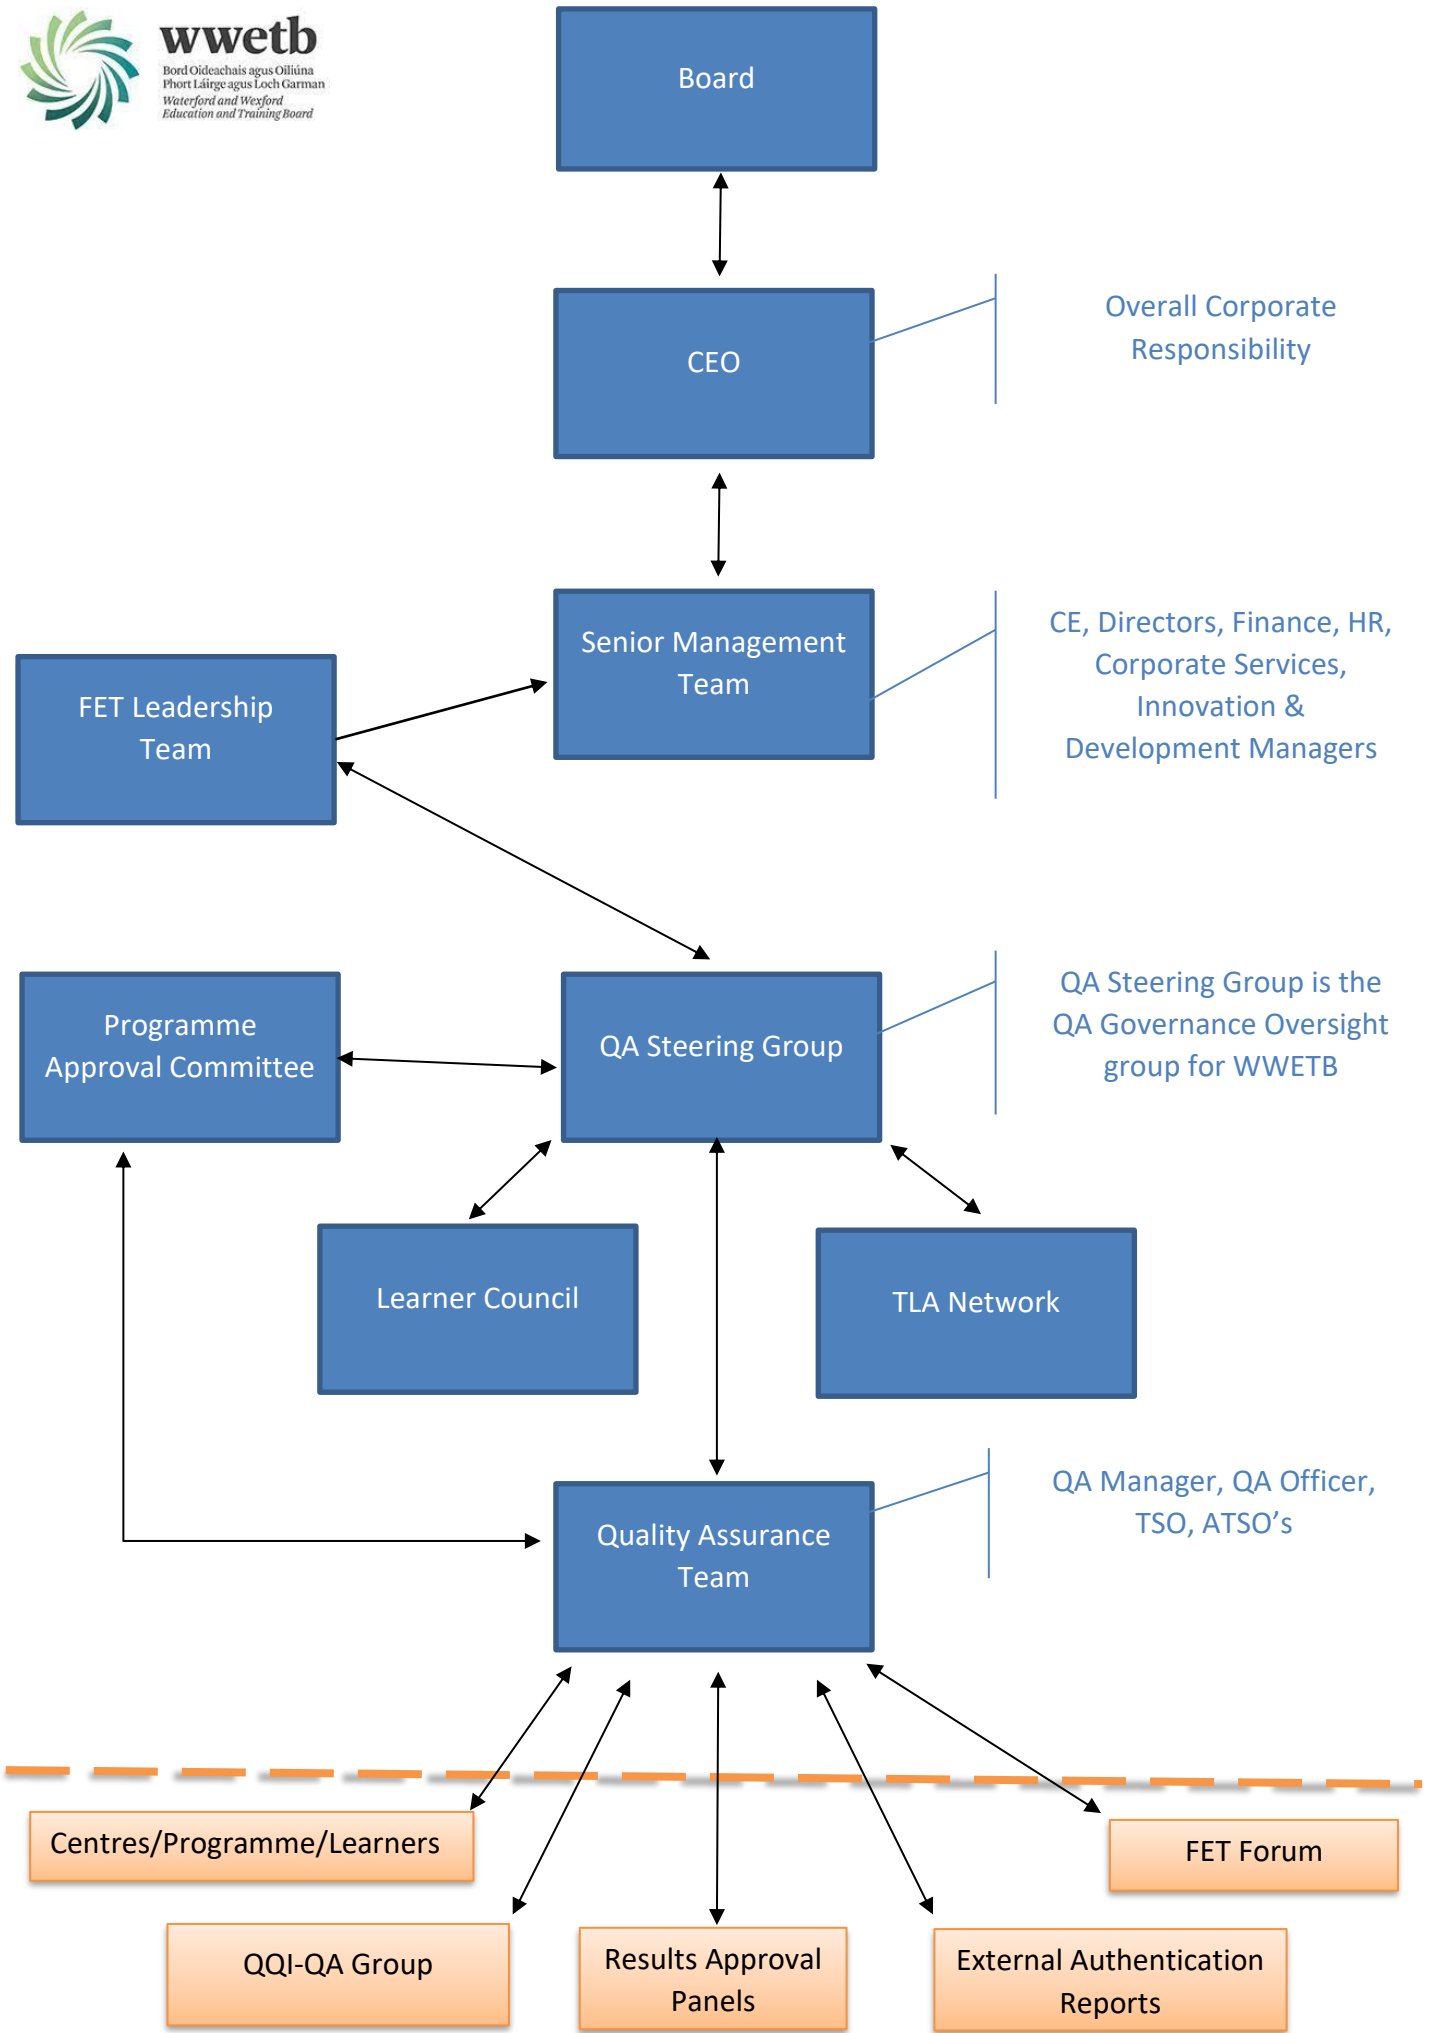 wwetb
Bord Oideachais agus Oiliúna
Phort Láirge agus Loch Garman
Waterford and Wexford
Education and Training Board
Board
CEO
Overall Corporate
Responsibility
Senior Management
Team
CE, Directors, Finance, HR,
Corporate Services,
Innovation &
Development Managers
FET Leadership
Team
Programme
Approval Committee
QA Steering Group
QA Steering Group is the
QA Governance Oversight
group for WWETB
Learner Council
TLA Network
Quality Assurance
Team
QA Manager, QA Officer,
TSO, ATSO’s
Centres/Programme/Learners
FET Forum
QQI-QA Group
Results Approval
Panels
External Authentication
Reports